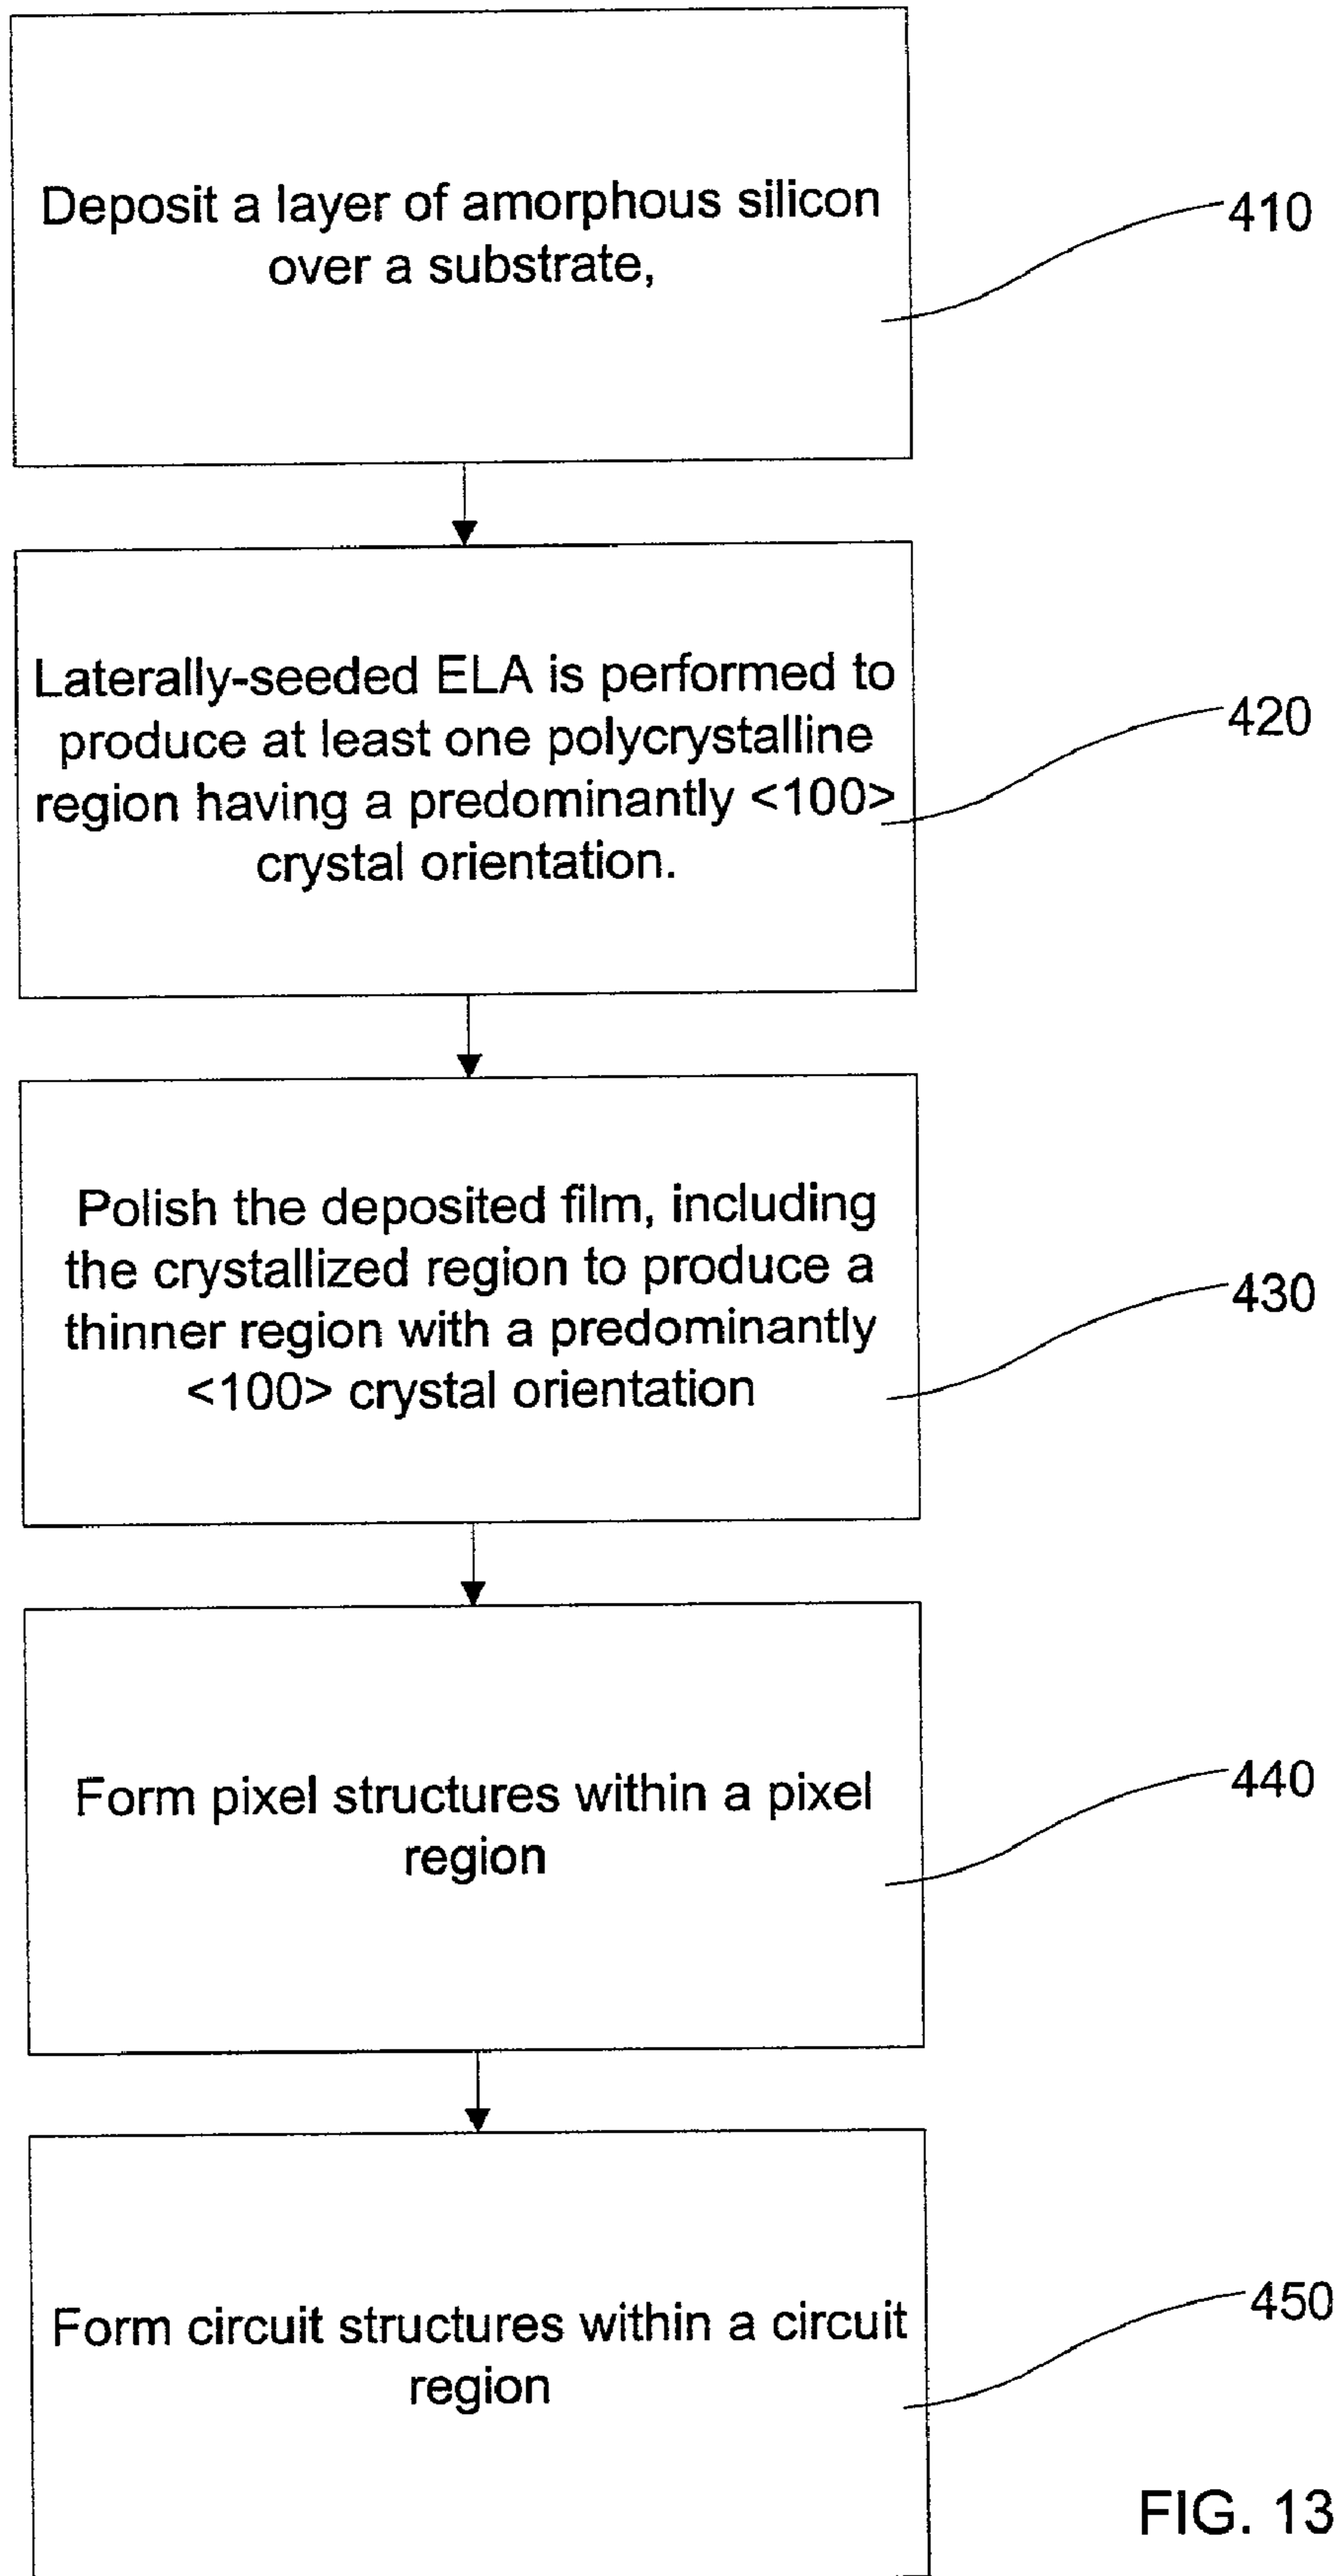 Deposit a layer of amorphous silicon
over a substrate,
410
Laterally-seeded ELA is performed to
produce at least one polycrystalline
region having a predominantly <100>
crystal orientation.
420
Polish the deposited film, including
the crystallized region to produce a
thinner region with a predominantly
<100> crystal orientation
430
Form pixel structures within a pixel
region
440
Form circuit structures within a circuit
region
450
FIG. 13